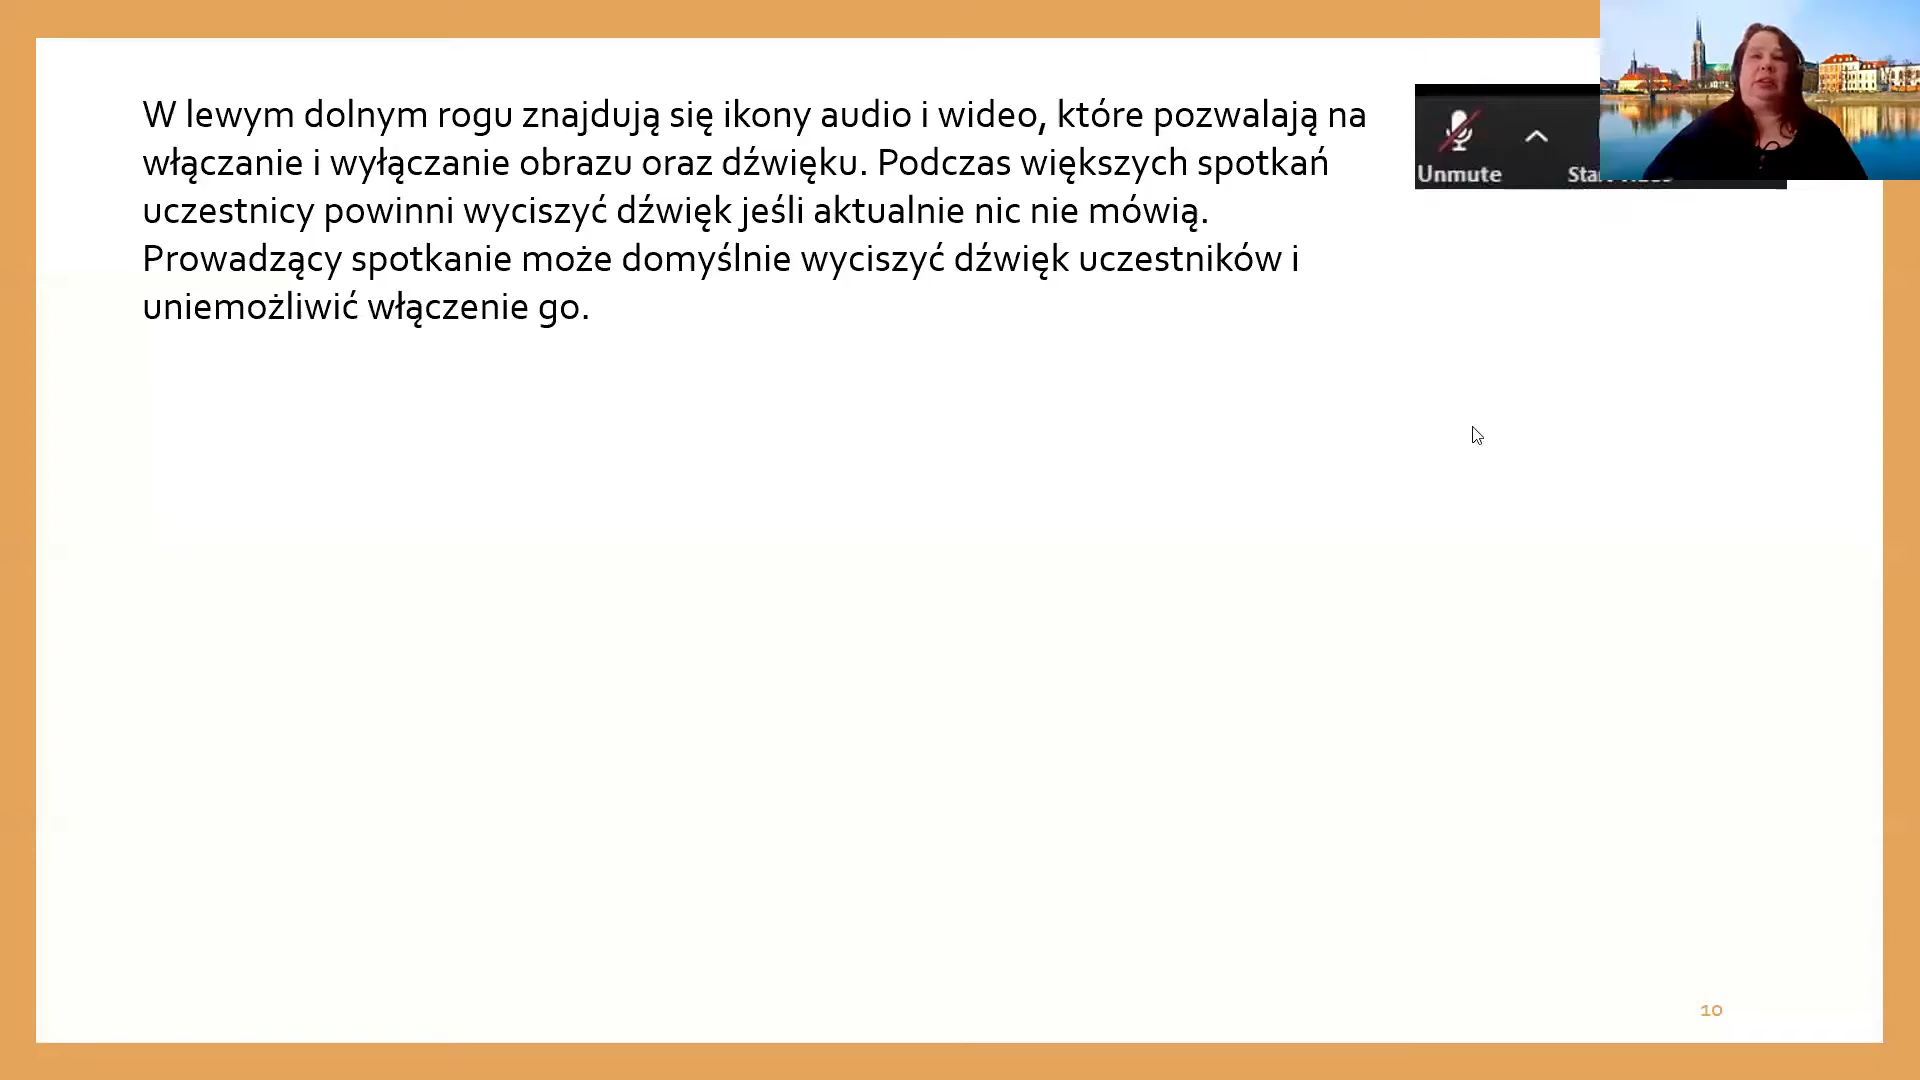 W lewym dolnym rogu znajdują się ikony audio i wideo, które pozwalają na
włączanie i wyłączanie obrazu oraz dźwięku. Podczas większych spotkań
uczestnicy powinni wyciszyć dźwięk jeśli aktualnie nic nie mówią.
Prowadzący spotkanie może domyślnie wyciszyć dźwięk uczestników i
uniemożliwić włączenie go.
Unmute
10